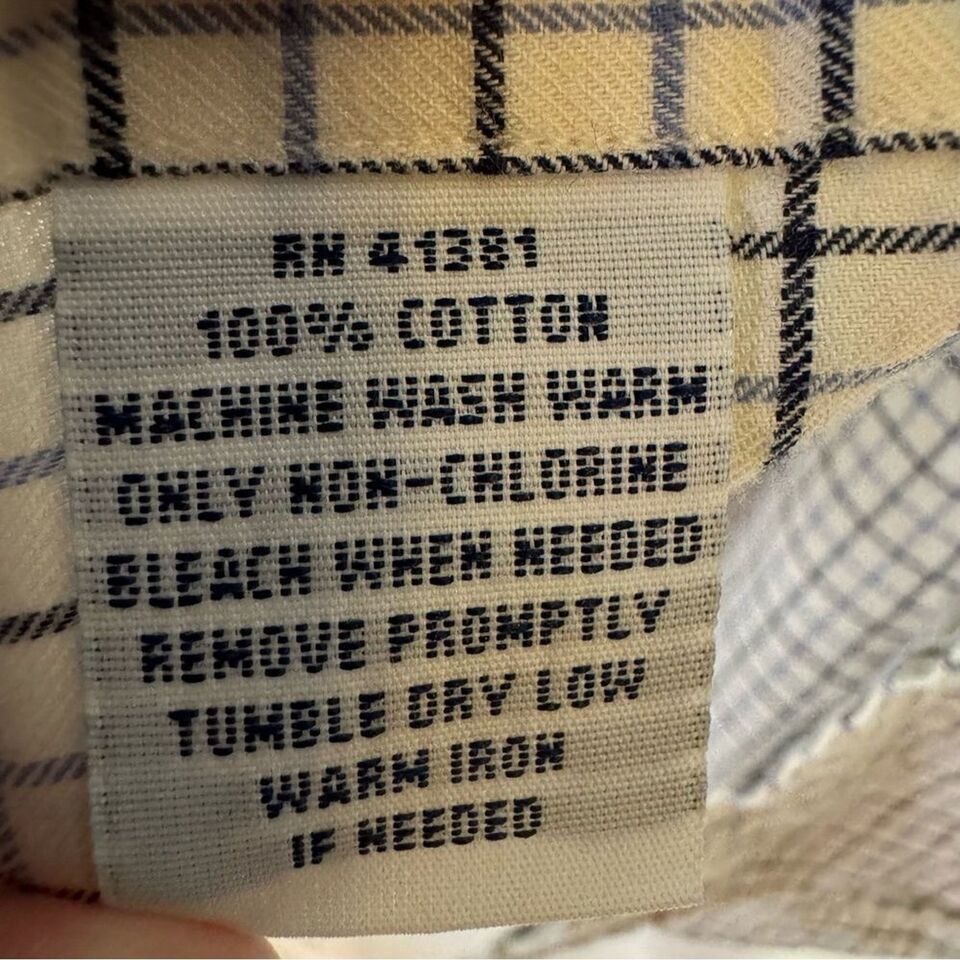 RN 41381
100% COTTON
MACHINE WASH WARM
ONLY NON-CHLORINE
BLEACH WHEN NEEDED
REMOVE PROMPTLY
TUMBLE DRY LOW
WARM IRON
IF NEEDED